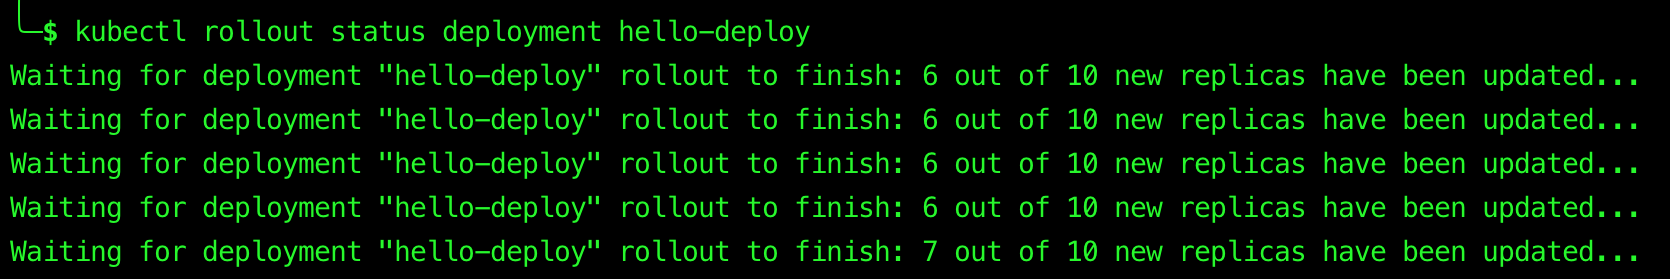 $ kubectl rollout status deployment hello-deploy
Waiting for deployment "hello-deploy" rollout to finish: 6 out of 10 new replicas have been updated...
Waiting for deployment "hello-deploy" rollout to finish: 6 out of 10 new replicas have been updated...
Waiting for deployment "hello-deploy" rollout to finish: 6 out of 10 new replicas have been updated...
Waiting for deployment "hello-deploy" rollout to finish: 6 out of 10 new replicas have been updated...
Waiting for deployment "hello-deploy" rollout to finish: 7 out of 10 new replicas have been updated...